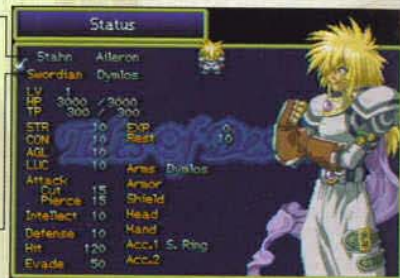 Status
Stahn Aileron
Swordian Dymlos
LV 1
HP 3000 / 3000
TP 300 / 300
STR 10 EXP 0
CON 10 Rest 10
AGL 10
LUC 10
Attack Arms Dymlos
Cut 15 Armor
Pierce 15 Shield
Intellect 10 Head
Defense 10 Hand
Hit 120 Acc.1 S. Ring
Evade 50 Acc.2